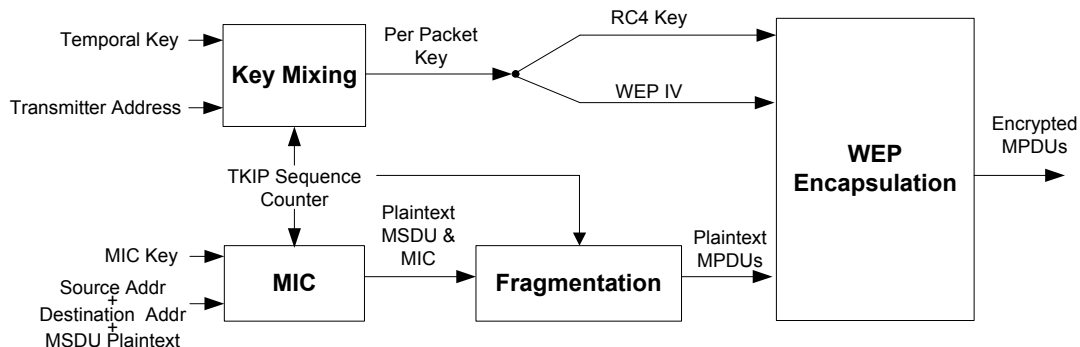 Temporal Key
Transmitter Address
Key Mixing
Per Packet
Key
RC4 Key
WEP IV
WEP
Encapsulation
Encrypted
MPDUs
TKIP Sequence
Counter
MIC Key
Source Addr
+
Destination Addr
+
MSDU Plaintext
MIC
Plaintext
MSDU &
MIC
Fragmentation
Plaintext
MPDUs